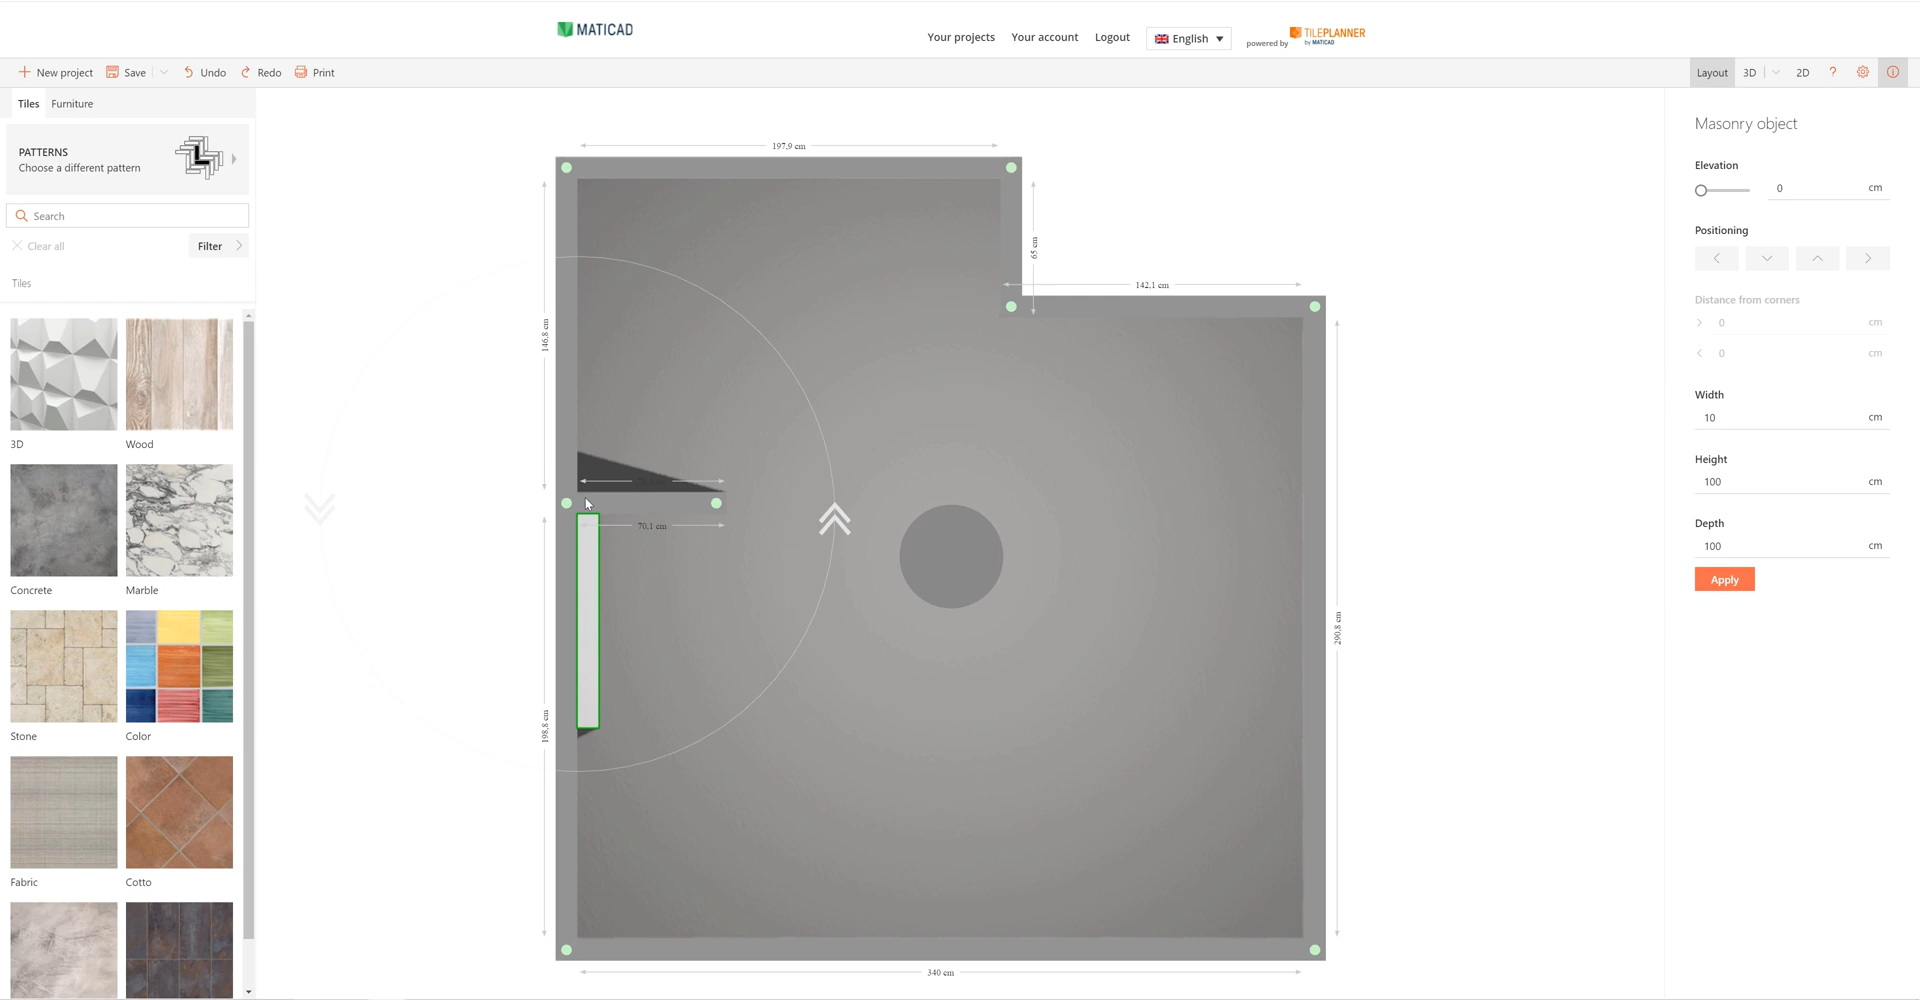 MATICAD
Your projects
Your account
Logout
English
powered by
TILEPLANNER
by MATICAD
New project
Save
Undo
Redo
Print
Layout
3D
2D
?
Tiles
Furniture
PATTERNS
Choose a different pattern
Search
Clear all
Filter
Tiles
3D
Wood
Concrete
Marble
Stone
Color
Fabric
Cotto
197,9 cm
65 cm
142,1 cm
146,8 cm
70,1 cm
198,8 cm
290,8 cm
340 cm
Masonry object
Elevation
0 cm
Positioning
Distance from corners
0 cm
0 cm
Width
10 cm
Height
100 cm
Depth
100 cm
Apply